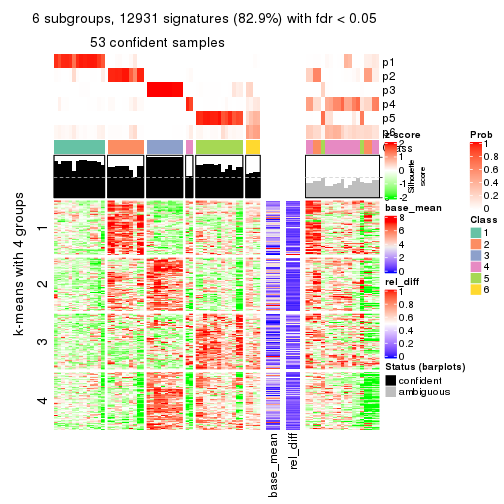 6 subgroups, 12931 signatures (82.9%) with fdr < 0.05
53 confident samples
p1
p2
p3
p4
p5
p6
Class
Silhouette
score
k-means with 4 groups
1
2
3
4
base_mean
rel_diff
z-score
2
0
-2
base_mean
8
6
4
2
0
rel_diff
1
0.8
0.6
0.4
0.2
0
Status (barplots)
confident
ambiguous
Prob
1
0.8
0.6
0.4
0.2
0
Class
1
2
3
4
5
6